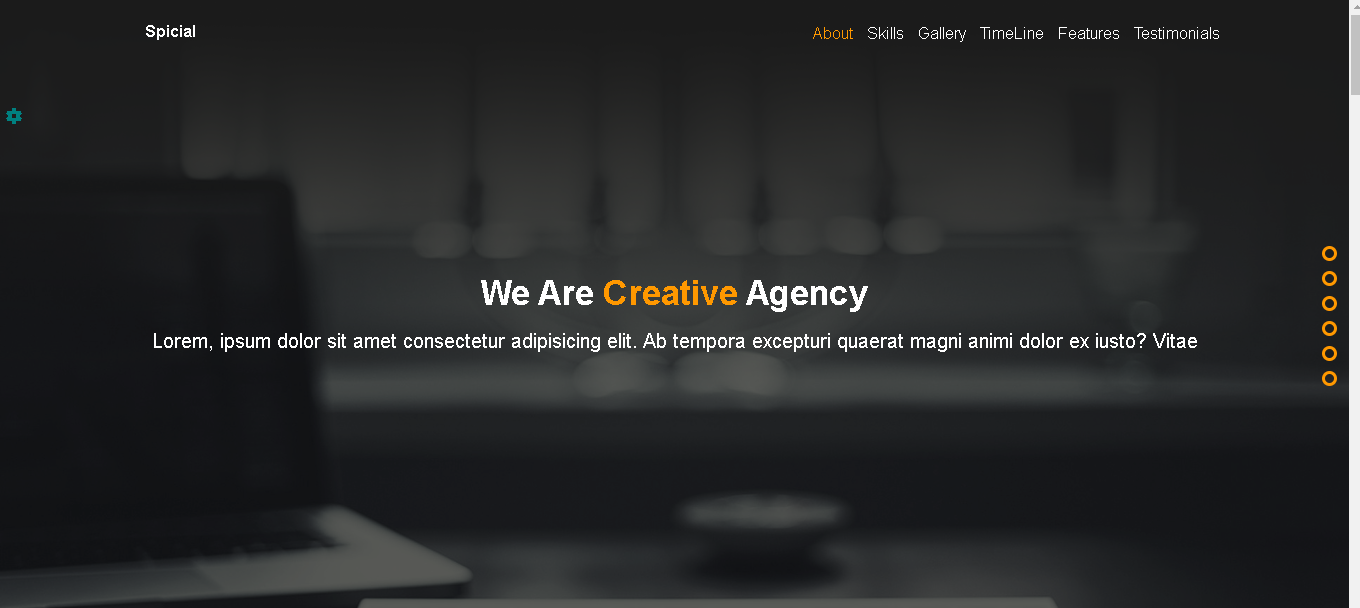 Spicial
About Skills Gallery TimeLine Features Testimonials
We Are Creative Agency
Lorem, ipsum dolor sit amet consectetur adipisicing elit. Ab tempora excepturi quaerat magni animi dolor ex iusto? Vitae